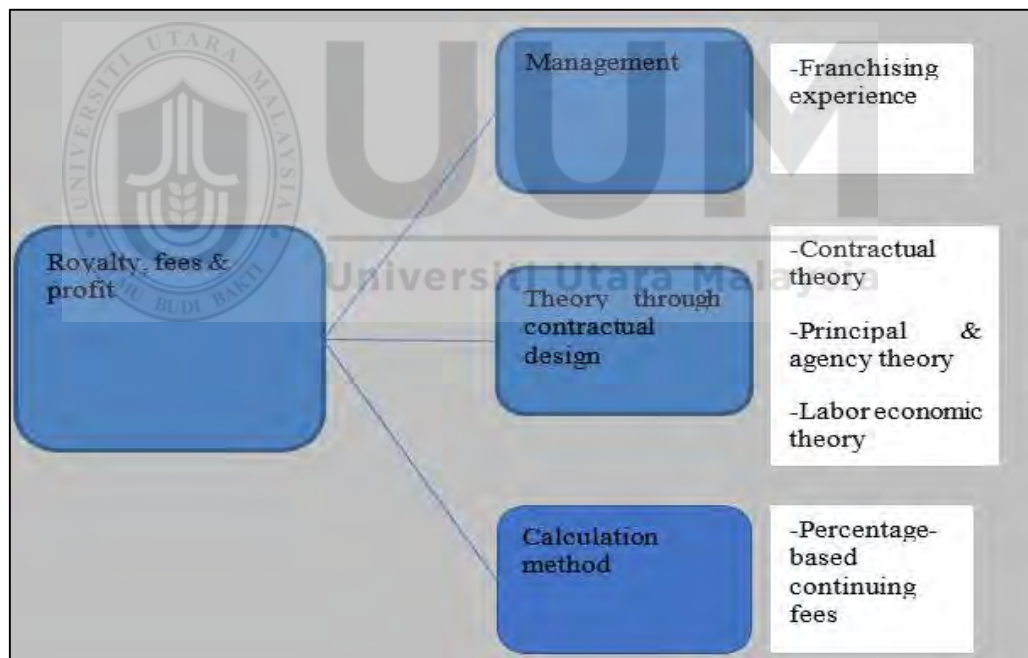 UNIVERSITI UTARA MALAYSIA
BUDI BAKTI
UUM
Universiti Utara Malaysia
Royalty, fees &
profit
Management
-Franchising
experience
Theory through
contractual
design
-Contractual
theory
-Principal &
agency theory
-Labor economic
theory
Calculation
method
-Percentage-
based
continuing
fees